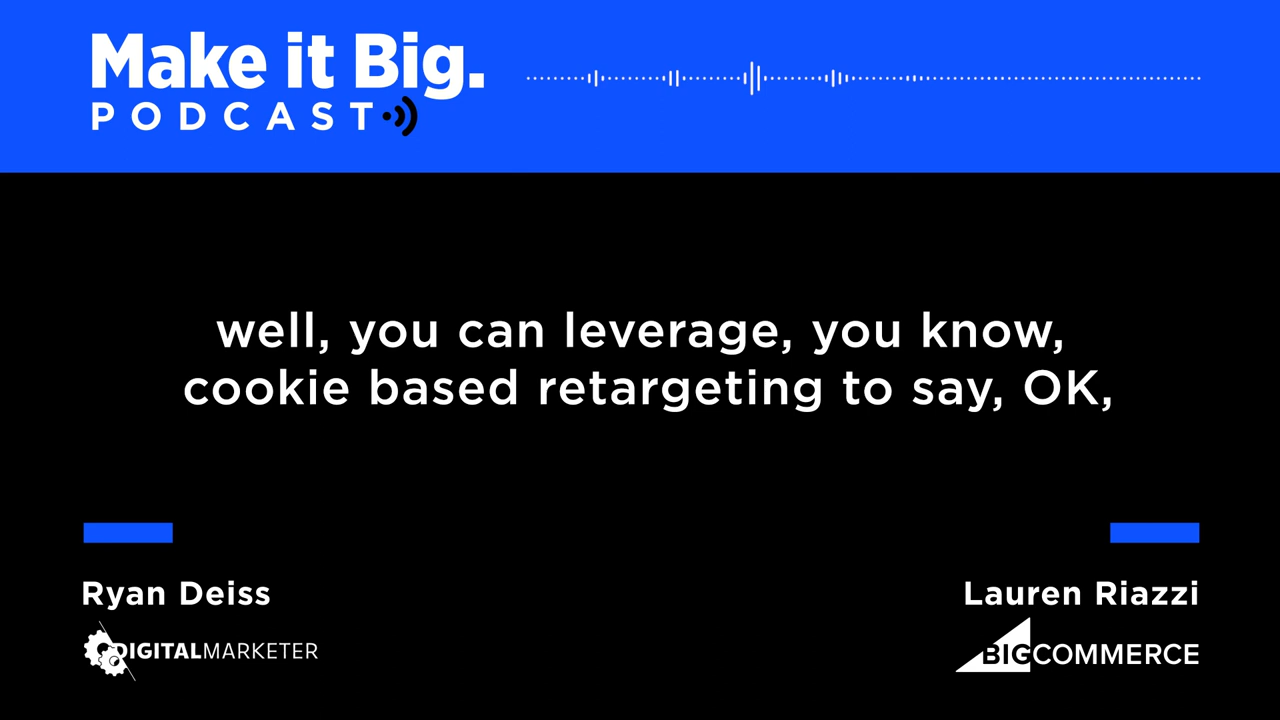 Make it Big.
PODCAST
well, you can leverage, you know,
cookie based retargeting to say, OK,
Ryan Deiss
Lauren Riazzi
DIGITALMARKETER
BIGCOMMERCE